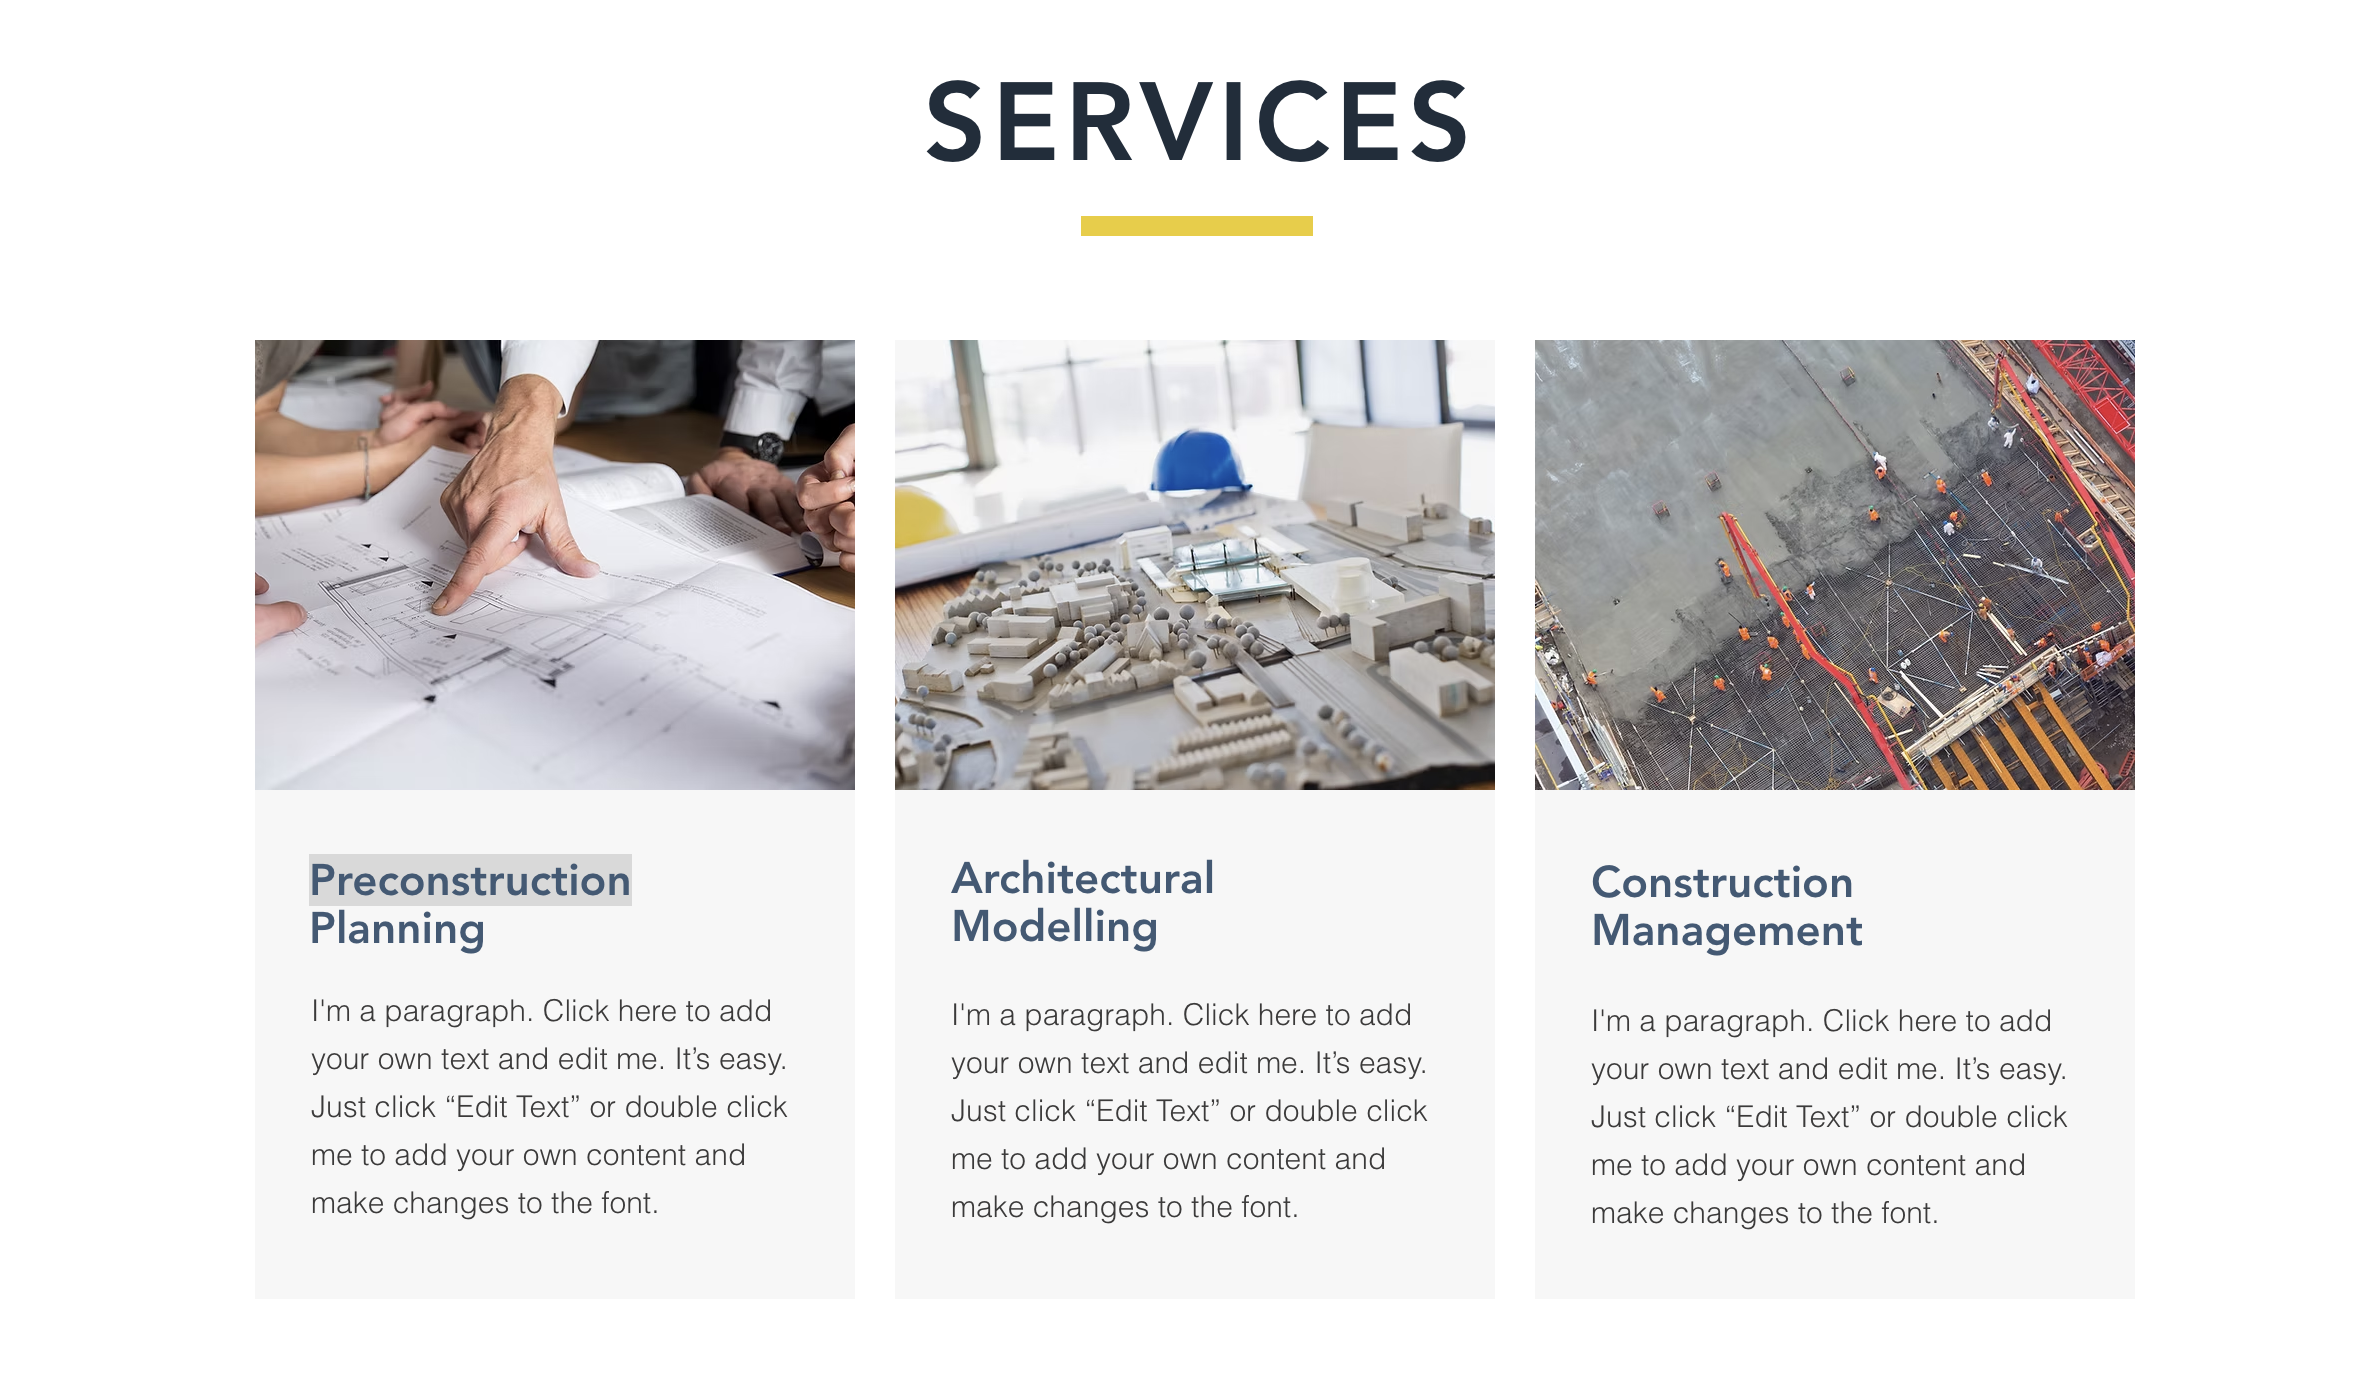 SERVICES
Preconstruction
Planning
I'm a paragraph. Click here to add
your own text and edit me. It’s easy.
Just click “Edit Text” or double click
me to add your own content and
make changes to the font.
Architectural
Modelling
I'm a paragraph. Click here to add
your own text and edit me. It’s easy.
Just click “Edit Text” or double click
me to add your own content and
make changes to the font.
Construction
Management
I'm a paragraph. Click here to add
your own text and edit me. It’s easy.
Just click “Edit Text” or double click
me to add your own content and
make changes to the font.